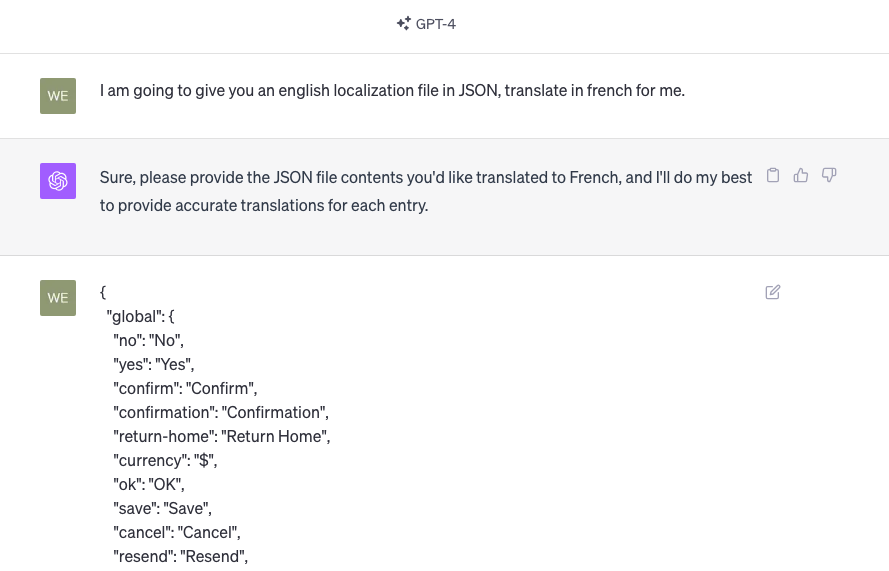 GPT-4
WE
I am going to give you an english localization file in JSON, translate in french for me.
Sure, please provide the JSON file contents you'd like translated to French, and I'll do my best
to provide accurate translations for each entry.
WE
{
"global": {
"no": "No",
"yes": "Yes",
"confirm": "Confirm",
"confirmation": "Confirmation",
"return-home": "Return Home",
"currency": "$",
"ok": "OK",
"save": "Save",
"cancel": "Cancel",
"resend": "Resend",